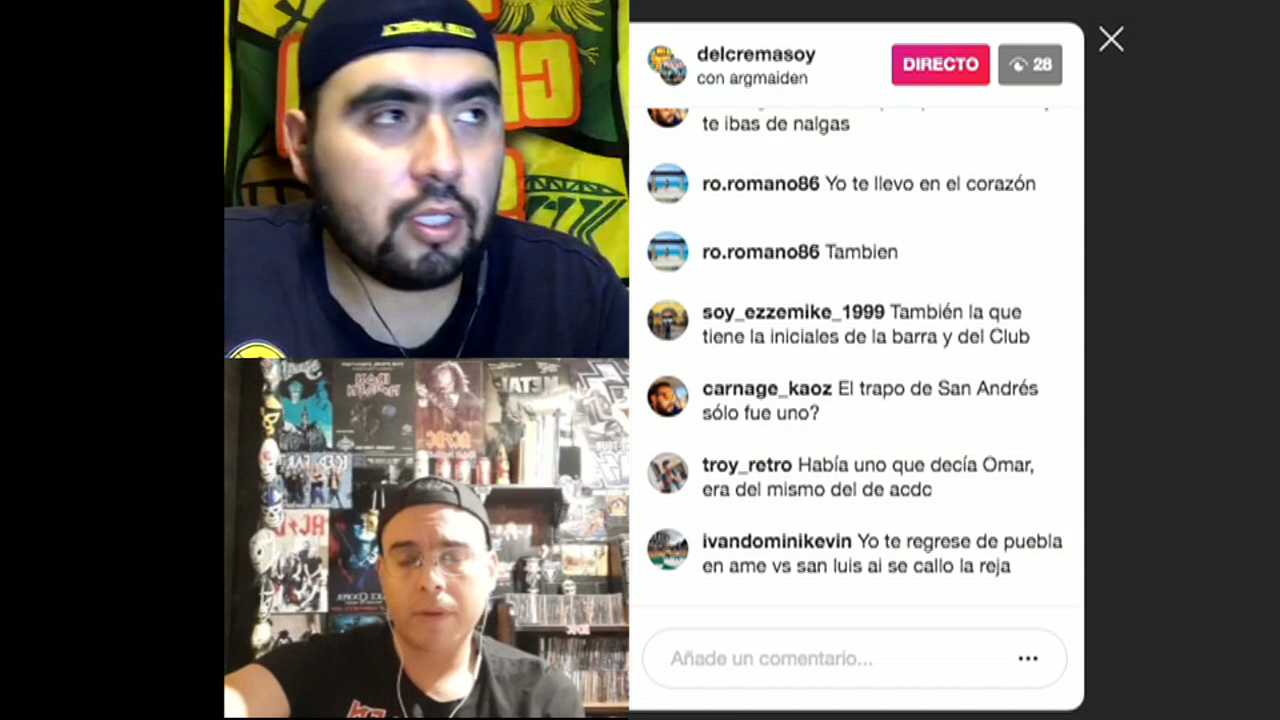 delcremasoy
con argmaiden
DIRECTO
28
te ibas de nalgas
ro.romano86 Yo te llevo en el corazón
ro.romano86 Tambien
soy_ezzemike_1999 También la que
tiene la iniciales de la barra y del Club
carnage_kaoz El trapo de San Andrés
sólo fue uno?
troy_retro Había uno que decía Omar,
era del mismo del de acdc
ivandominikevin Yo te regrese de puebla
en ame vs san luis ai se callo la reja
Añade un comentario...